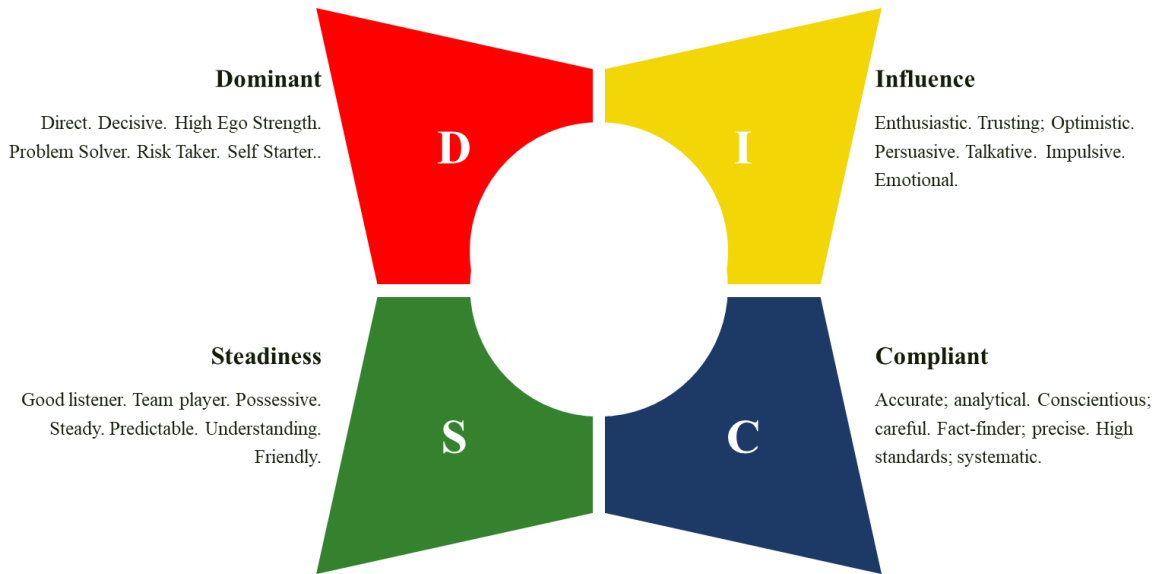 Dominant
Direct. Decisive. High Ego Strength.
Problem Solver. Risk Taker. Self Starter..
D
I
Influence
Enthusiastic. Trusting; Optimistic.
Persuasive. Talkative. Impulsive.
Emotional.
Steadiness
Good listener. Team player. Possessive.
Steady. Predictable. Understanding.
Friendly.
S
C
Compliant
Accurate; analytical. Conscientious;
careful. Fact-finder; precise. High
standards; systematic.